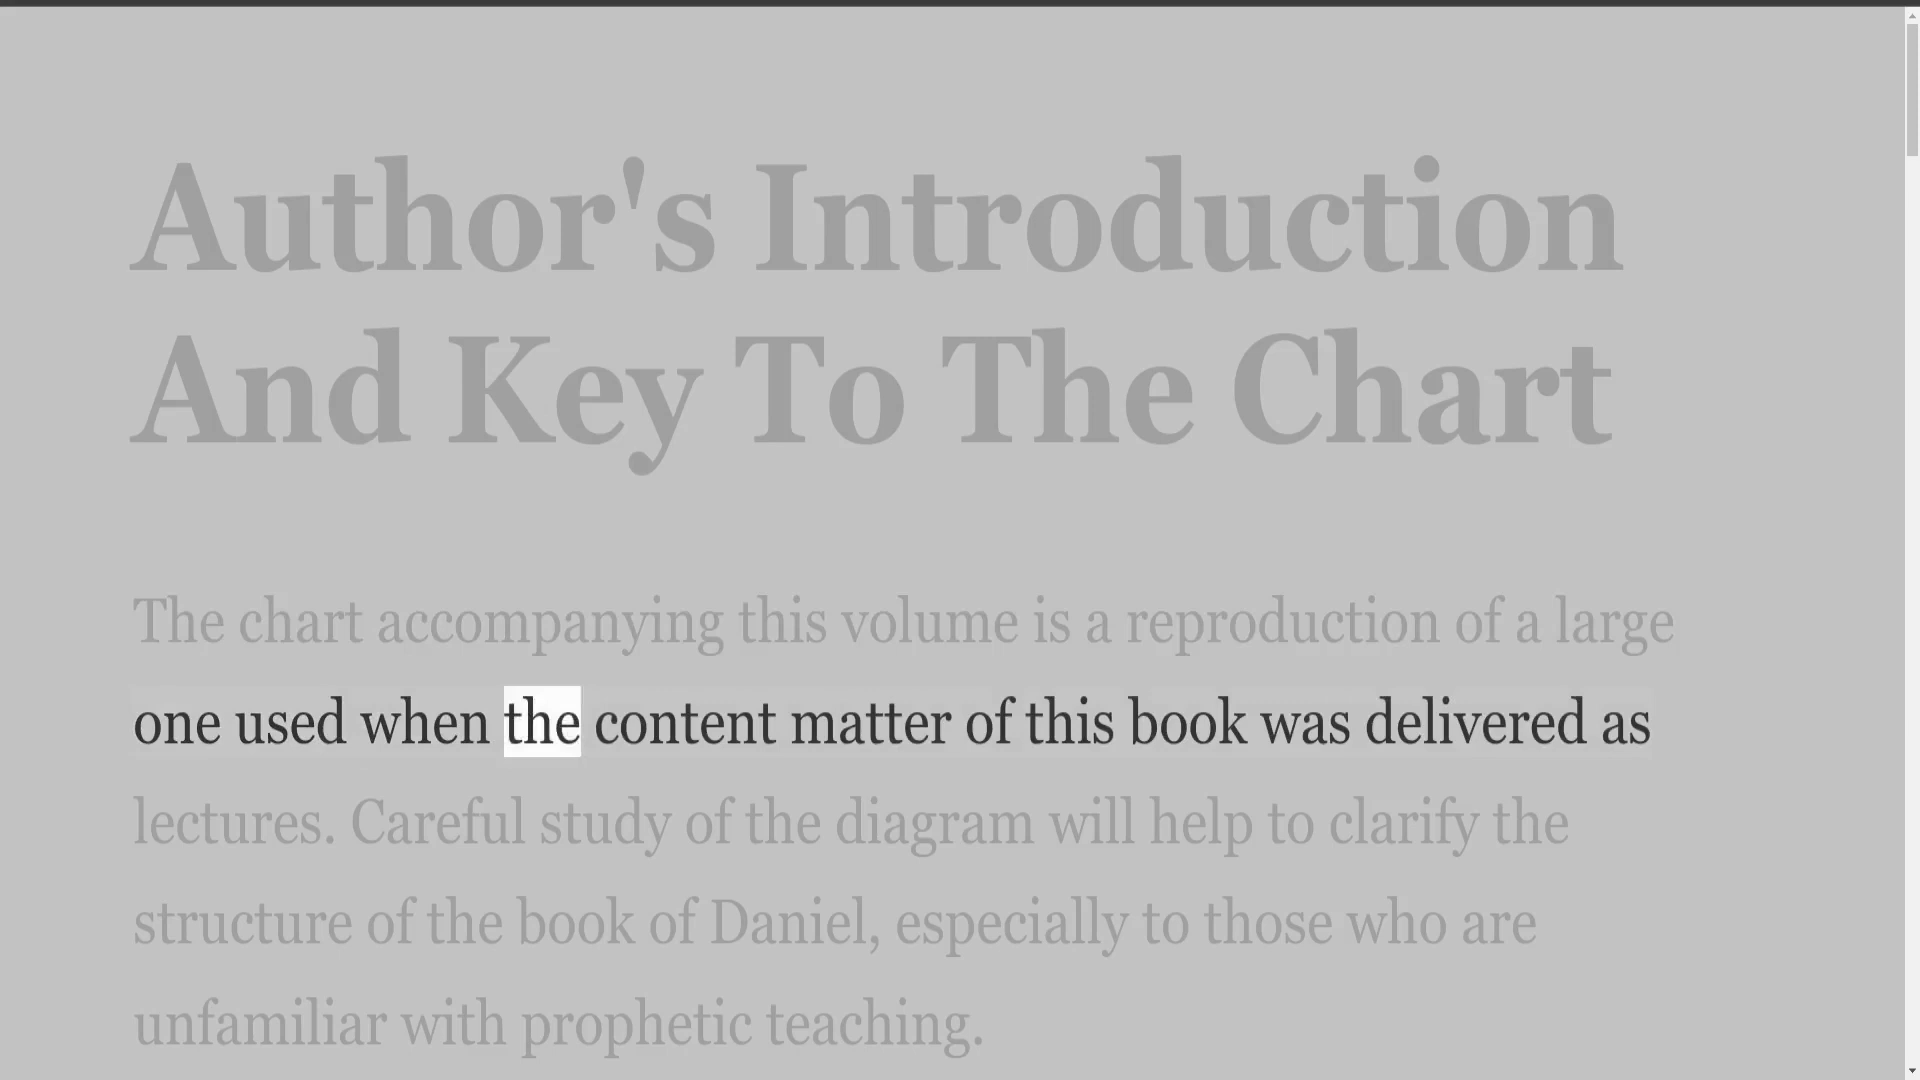 Author's Introduction
And Key To The Chart
The chart accompanying this volume is a reproduction of a large
one used when the content matter of this book was delivered as
lectures. Careful study of the diagram will help to clarify the
structure of the book of Daniel, especially to those who are
unfamiliar with prophetic teaching.